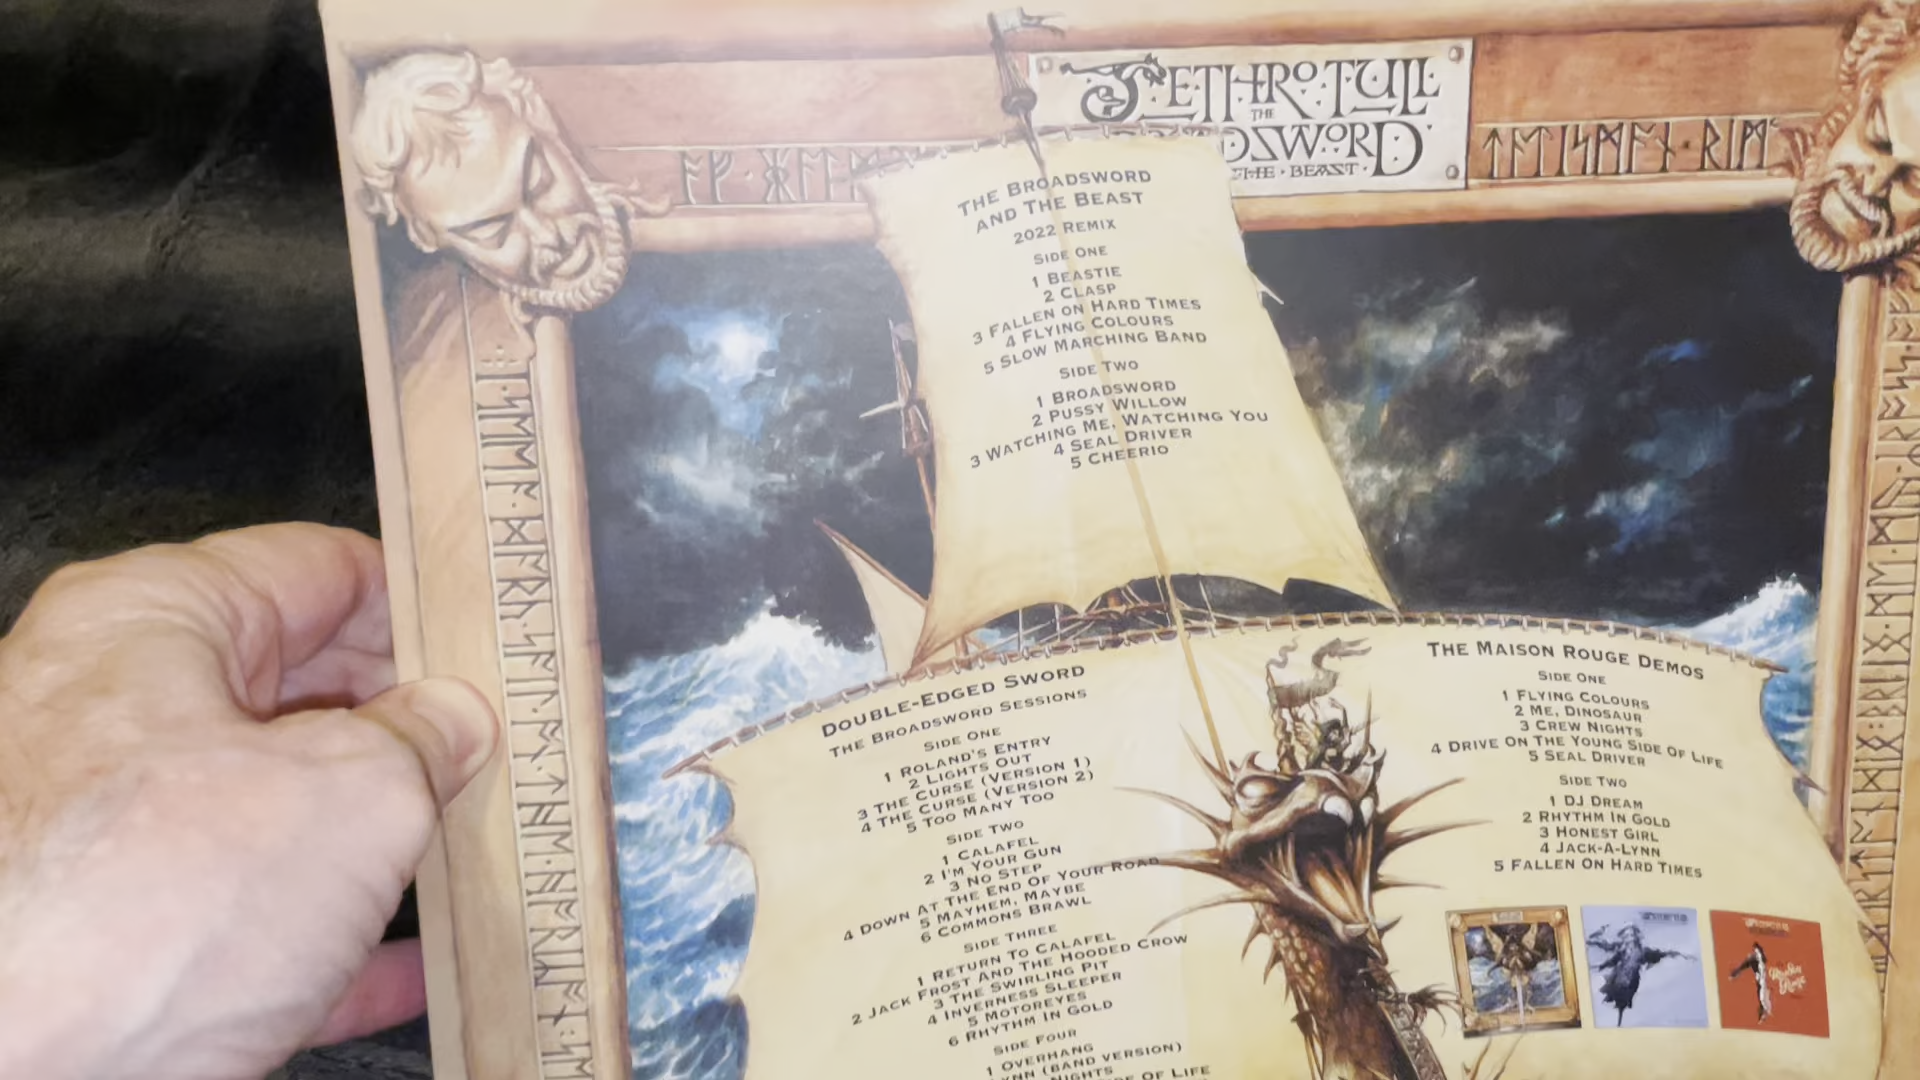 JETHRO TULL
THE
SWORD
THE · BEAST ·
THE BROADSWORD
AND THE BEAST
2022 REMIX
SIDE ONE
1 BEASTIE
2 CLASP
3 FALLEN ON HARD TIMES
4 FLYING COLOURS
5 SLOW MARCHING BAND
SIDE TWO
1 BROADSWORD
2 PUSSY WILLOW
3 WATCHING ME, WATCHING YOU
4 SEAL DRIVER
5 CHEERIO
DOUBLE-EDGED SWORD
THE BROADSWORD SESSIONS
SIDE ONE
1 ROLAND'S ENTRY
2 LIGHTS OUT
3 THE CURSE (VERSION 1)
4 THE CURSE (VERSION 2)
5 TOO MANY TOO
SIDE TWO
1 CALAFEL
2 I'M YOUR GUN
3 NO STEP
4 DOWN AT THE END OF YOUR ROAD
5 MAYHEM, MAYBE
6 COMMONS BRAWL
SIDE THREE
1 RETURN TO CALAFEL
2 JACK FROST AND THE HOODED CROW
3 THE SWIRLING PIT
4 INVERNESS SLEEPER
5 MOTOREYES
6 RHYTHM IN GOLD
SIDE FOUR
1 OVERHANG
(BAND VERSION)
NIGHTS
OF LIFE
THE MAISON ROUGE DEMOS
SIDE ONE
1 FLYING COLOURS
2 ME, DINOSAUR
3 CREW NIGHTS
4 DRIVE ON THE YOUNG SIDE OF LIFE
5 SEAL DRIVER
SIDE TWO
1 DJ DREAM
2 RHYTHM IN GOLD
3 HONEST GIRL
4 JACK-A-LYNN
5 FALLEN ON HARD TIMES